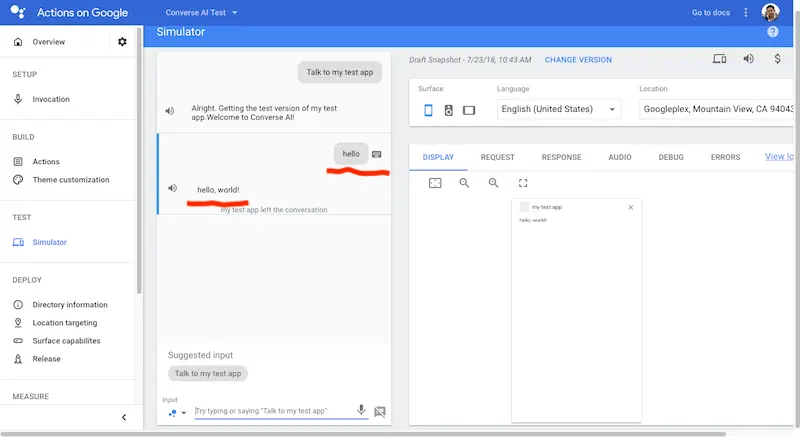 Actions on Google
Converse AI Test
Go to docs
Overview
SETUP
Invocation
BUILD
Actions
Theme customization
TEST
Simulator
DEPLOY
Directory information
Location targeting
Surface capabilites
Release
MEASURE
Simulator
Talk to my test app
Alright. Getting the test version of my test
app.Welcome to Converse AI!
hello
hello, world!
my test app left the conversation
Suggested input
Talk to my test app
Input
Try typing or saying "Talk to my test app"
Draft Snapshot - 7/23/18, 10:43 AM
CHANGE VERSION
Surface
Language
Location
English (United States)
Googleplex, Mountain View, CA 94043
DISPLAY
REQUEST
RESPONSE
AUDIO
DEBUG
ERRORS
View lo
my test app
hello, world!